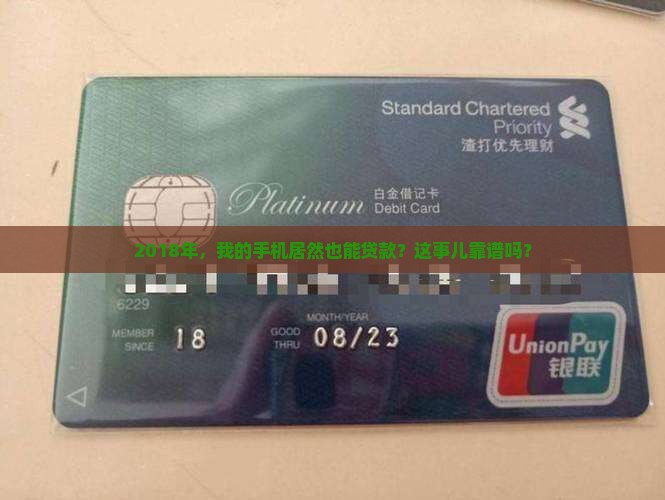 Standard Chartered
Priority
渣打优先理财
Platinum
白金借记卡
Debit Card
2018年，我的手机居然也能贷款？这事儿靠谱吗？
6229
MONTH/YEAR
MEMBER SINCE 18 GOOD THRU 08/23
UnionPay
银联